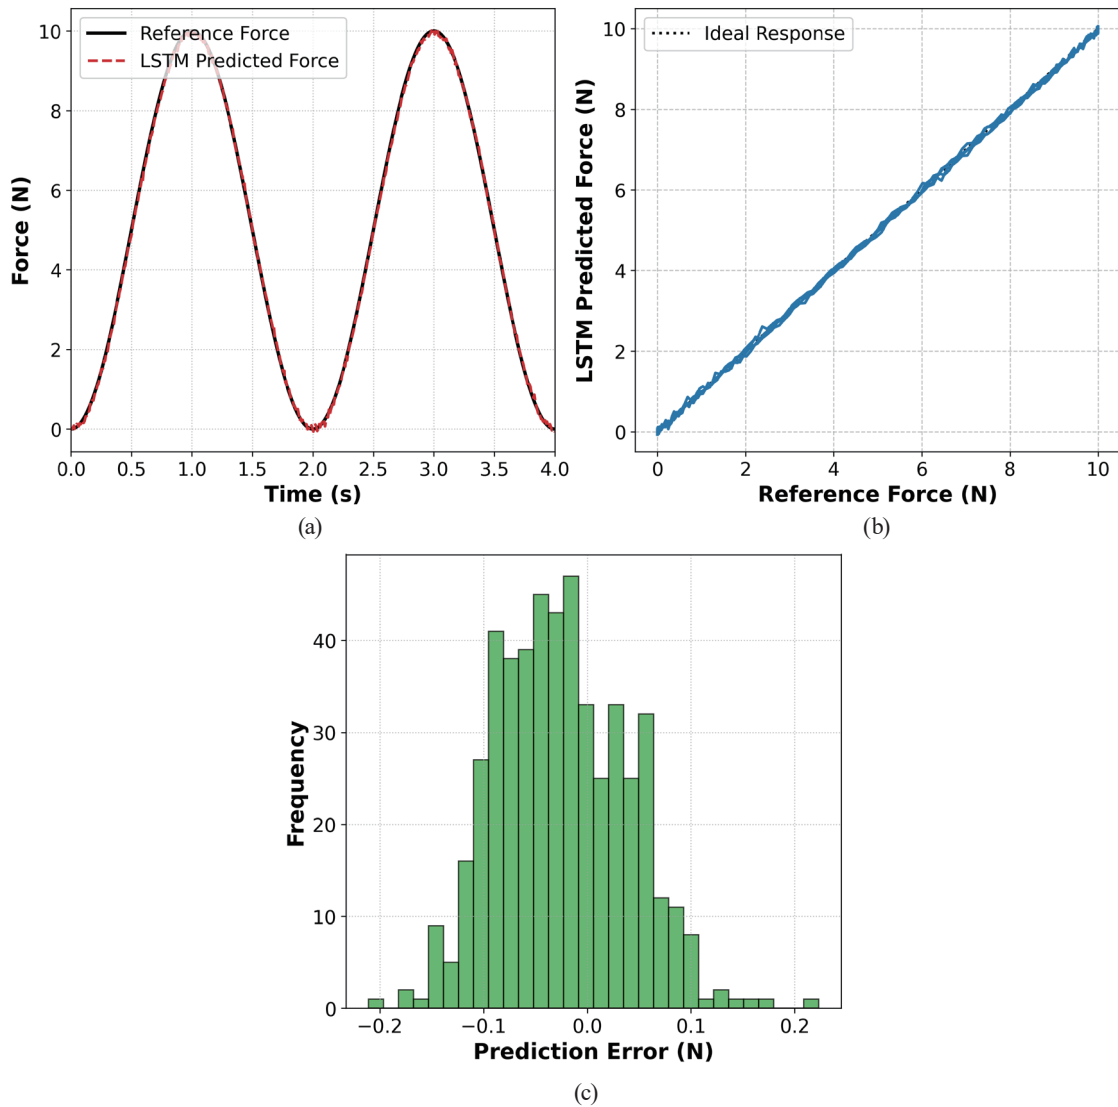 Reference Force
LSTM Predicted Force
Force (N)
10
8
6
4
2
0
0.0 0.5 1.0 1.5 2.0 2.5 3.0 3.5 4.0
Time (s)
(a)
Ideal Response
LSTM Predicted Force (N)
10
8
6
4
2
0
0 2 4 6 8 10
Reference Force (N)
(b)
Frequency
40
30
20
10
0
−0.2 −0.1 0.0 0.1 0.2
Prediction Error (N)
(c)